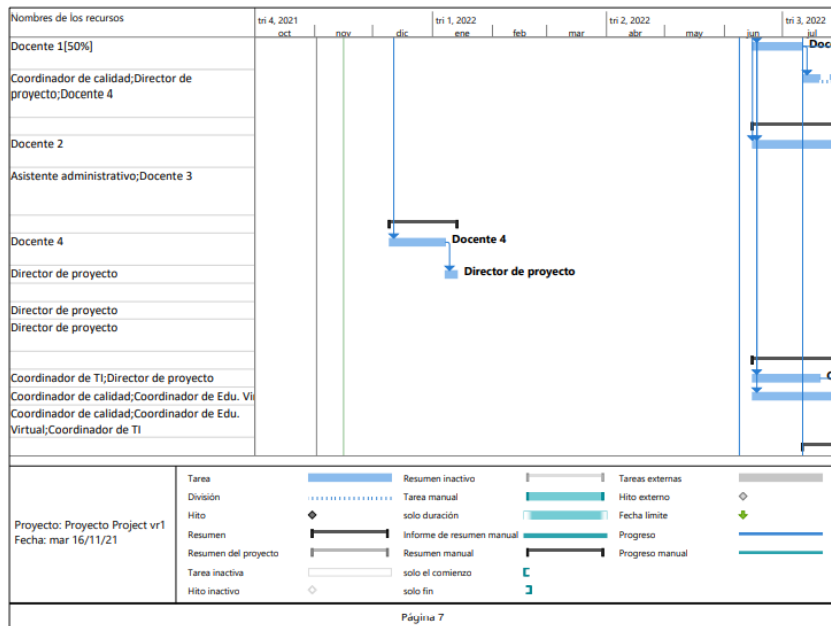 Nombres de los recursos
tri 4, 2021 tri 1, 2022 tri 2, 2022 tri 3, 2022
oct nov dic ene feb mar abr may jun jul
Docente 1[50%]
Coordinador de calidad;Director de
proyecto;Docente 4
Docente 2
Asistente administrativo;Docente 3
Docente 4 Docente 4
Director de proyecto Director de proyecto
Director de proyecto
Director de proyecto
Coordinador de TI;Director de proyecto
Coordinador de calidad;Coordinador de Edu. Vi
Coordinador de calidad;Coordinador de Edu.
Virtual;Coordinador de TI
Proyecto: Proyecto Project vr1
Fecha: mar 16/11/21
Tarea Resumen inactivo Tareas externas
División Tarea manual Hito externo
Hito solo duración Fecha límite
Resumen Informe de resumen manual Progreso
Resumen del proyecto Resumen manual Progreso manual
Tarea inactiva solo el comienzo
Hito inactivo solo fin
Página 7